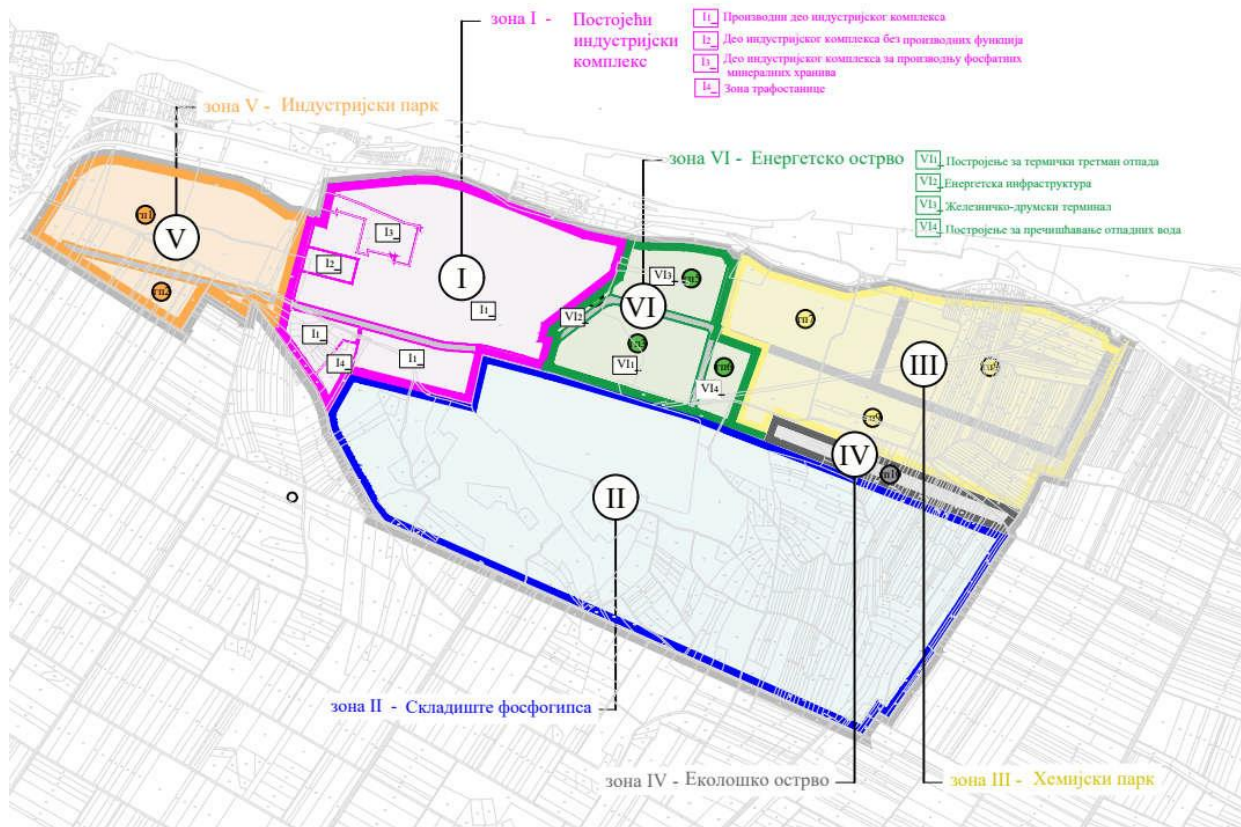 зона I - Постојећи
индустријски
комплекс
I1 Производни део индустријског комплекса
I2 Део индустријског комплекса без производних функција
I3 Део индустријског комплекса за производњу фосфатних
минералних хранива
I4 Зона трафостанице
зона V - Индустријски парк
зона VI - Енергетско острво
VI1 Постројење за термички третман отпада
VI2 Енергетска инфраструктура
VI3 Железничко-друмски терминал
VI4 Постројење за пречишћавање отпадних вода
гп1
V
гп2
I3
I2
I
I1
I1
I4
I1
VI3
VI
VI2
VI1
VI4
гп7
III
IV
II
зона II - Складиште фосфогипса
зона IV - Еколошко острво
зона III - Хемијски парк